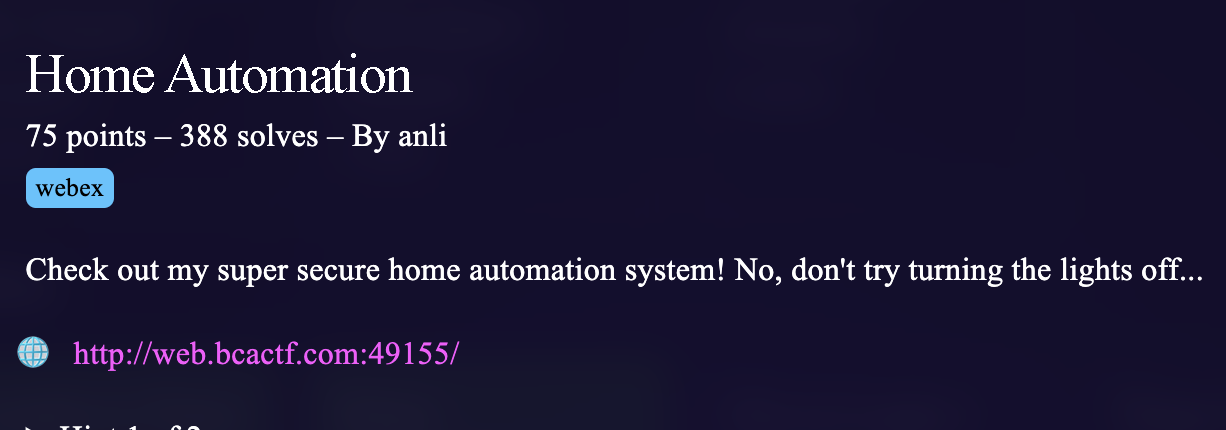 Home Automation
75 points – 388 solves – By anli
webex
Check out my super secure home automation system! No, don't try turning the lights off...
http://web.bcactf.com:49155/